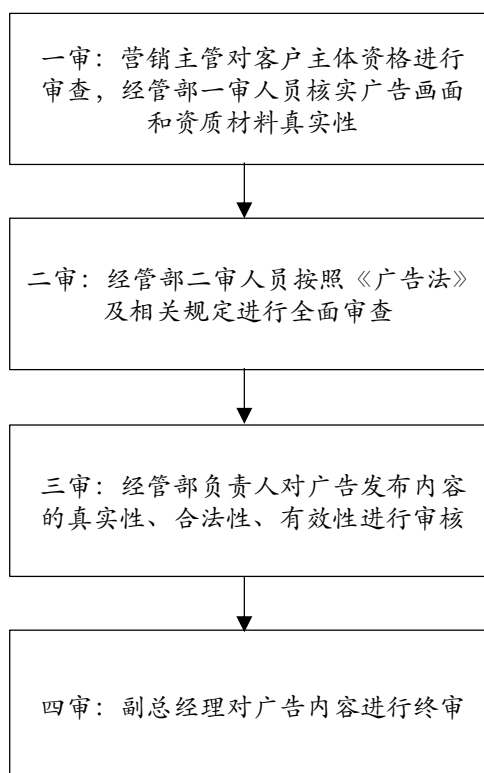 一审：营销主管对客户主体资格进行
审查，经管部一审人员核实广告画面
和资质材料真实性
二审：经管部二审人员按照《广告法》
及相关规定进行全面审查
三审：经管部负责人对广告发布内容
的真实性、合法性、有效性进行审核
四审：副总经理对广告内容进行终审